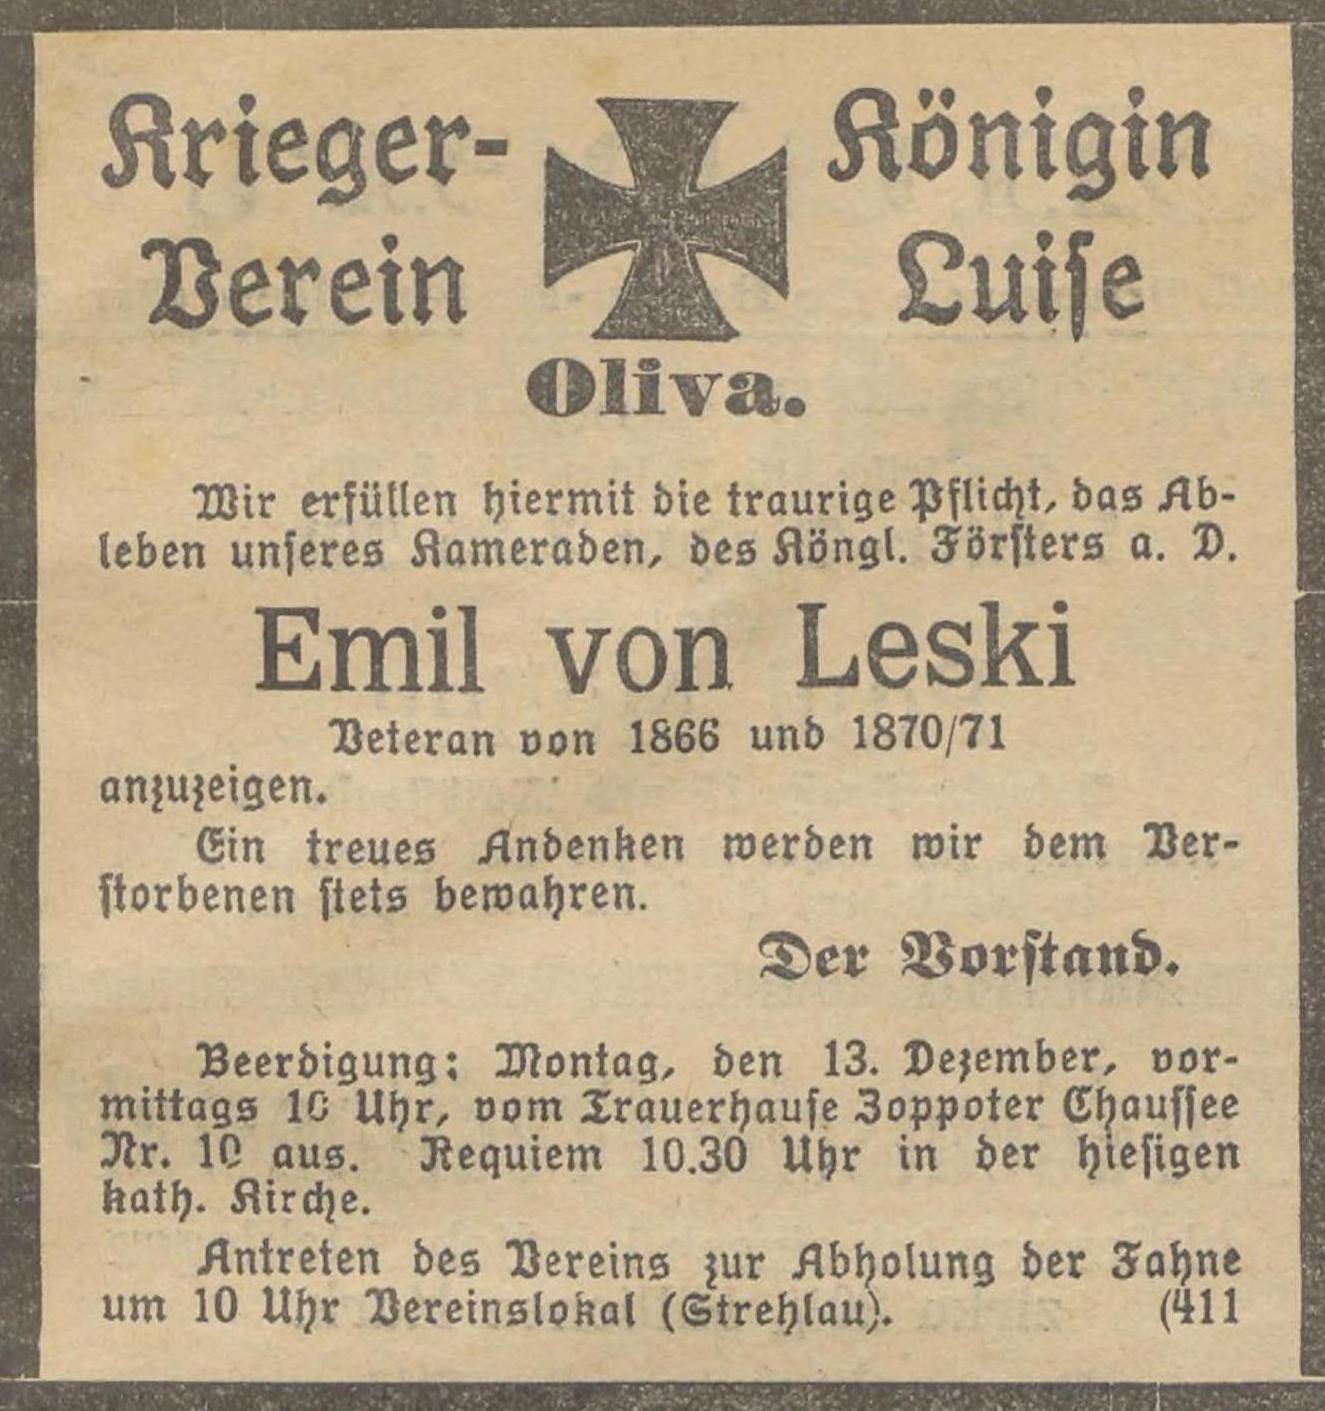 Krieger-
Verein
Königin
Luiſe
Oliva.
Wir erfüllen hiermit die traurige Pflicht, das Ab-
leben unſeres Kameraden, des Köngl. Förſters a. D.
Emil von Leski
Veteran von 1866 und 1870/71
anzuzeigen.
Ein treues Andenken werden wir dem Ver-
ſtorbenen ſtets bewahren.
Der Vorſtand.
Beerdigung: Montag, den 13. Dezember, vor-
mittags 10 Uhr, vom Trauerhauſe Zoppoter Chauſſee
Nr. 10 aus. Requiem 10.30 Uhr in der hieſigen
kath. Kirche.
Antreten des Vereins zur Abholung der Fahne
um 10 Uhr Vereinslokal (Strehlau). (411